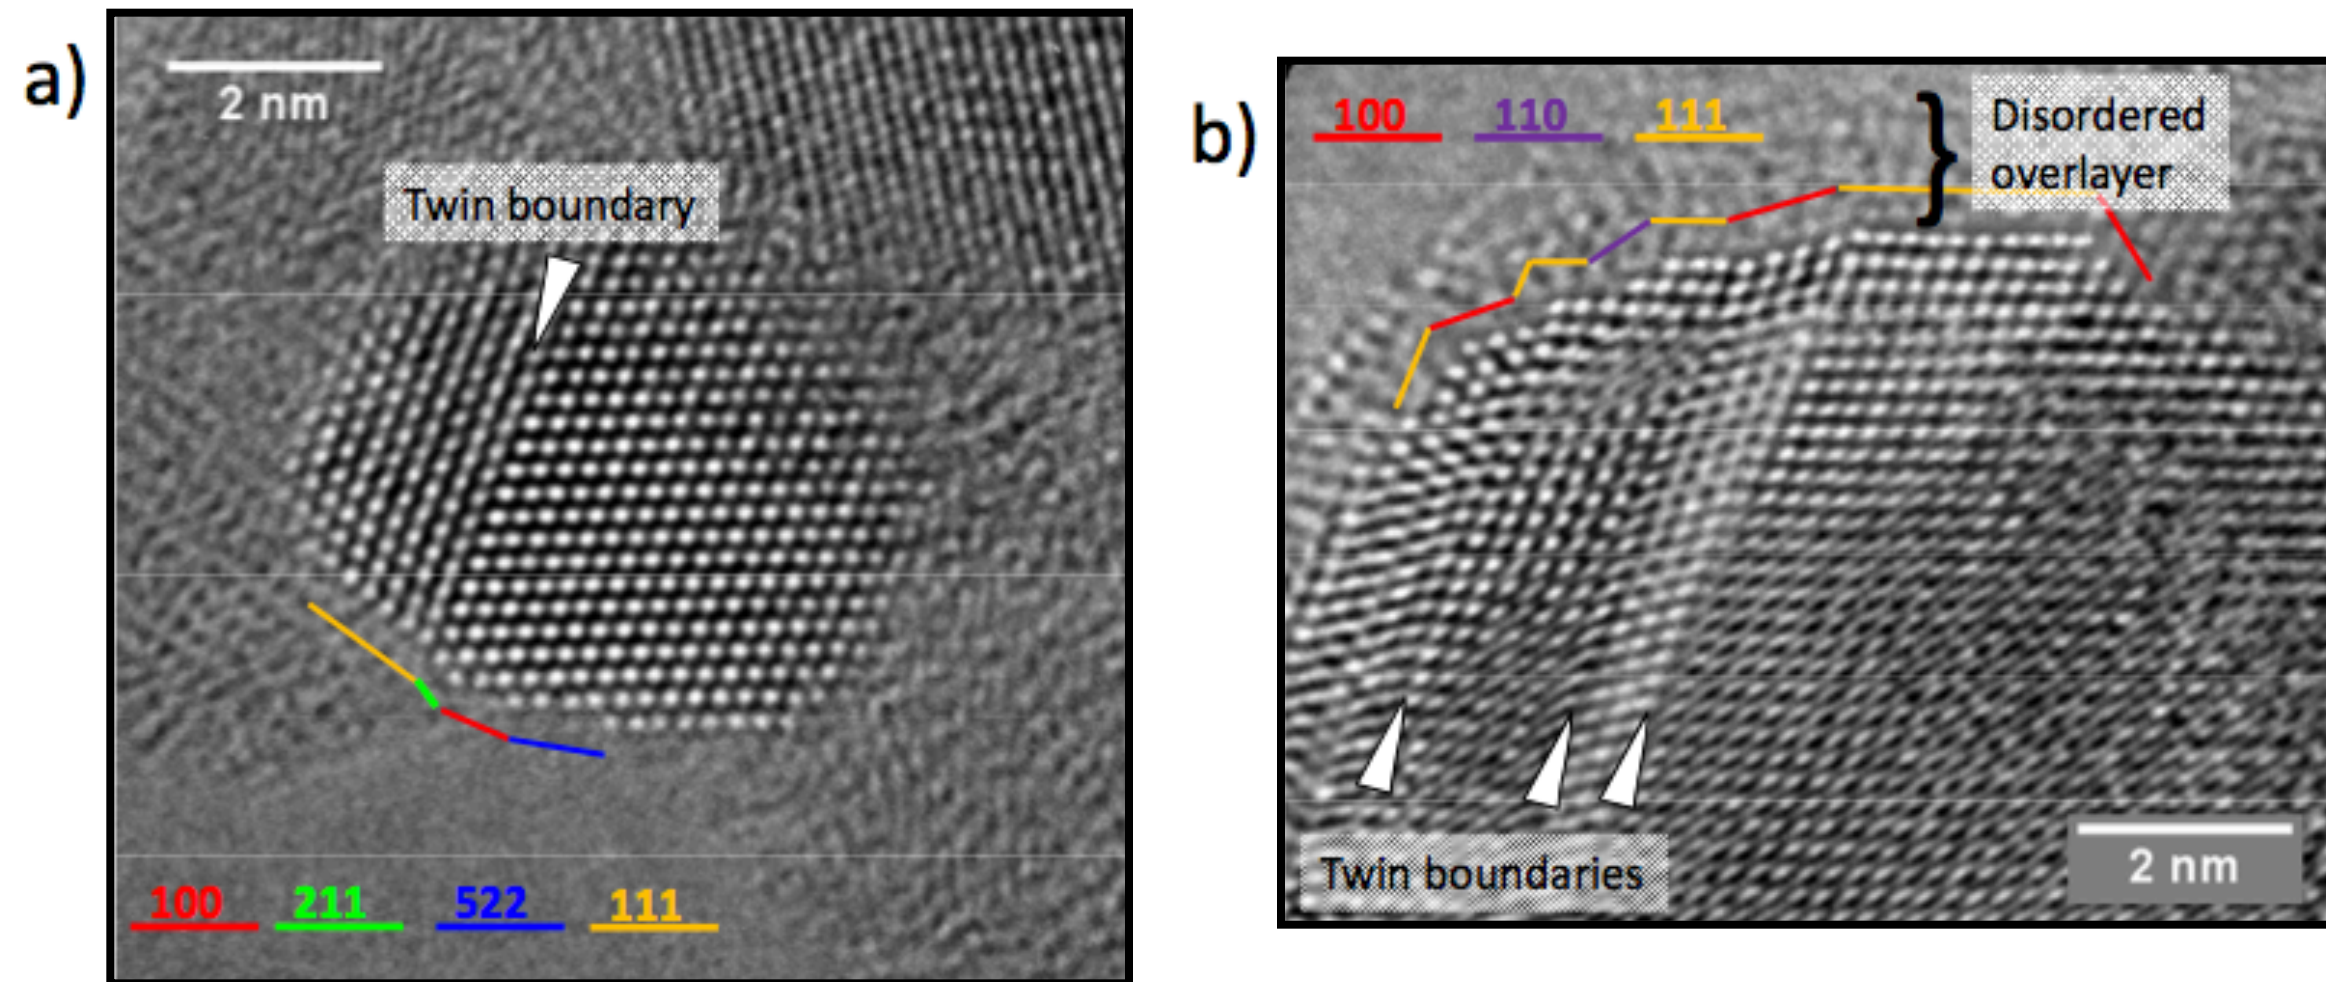 a)
2 nm
Twin boundary
100 211 522 111
b)
100 110 111
}
Disordered
overlayer
Twin boundaries
2 nm